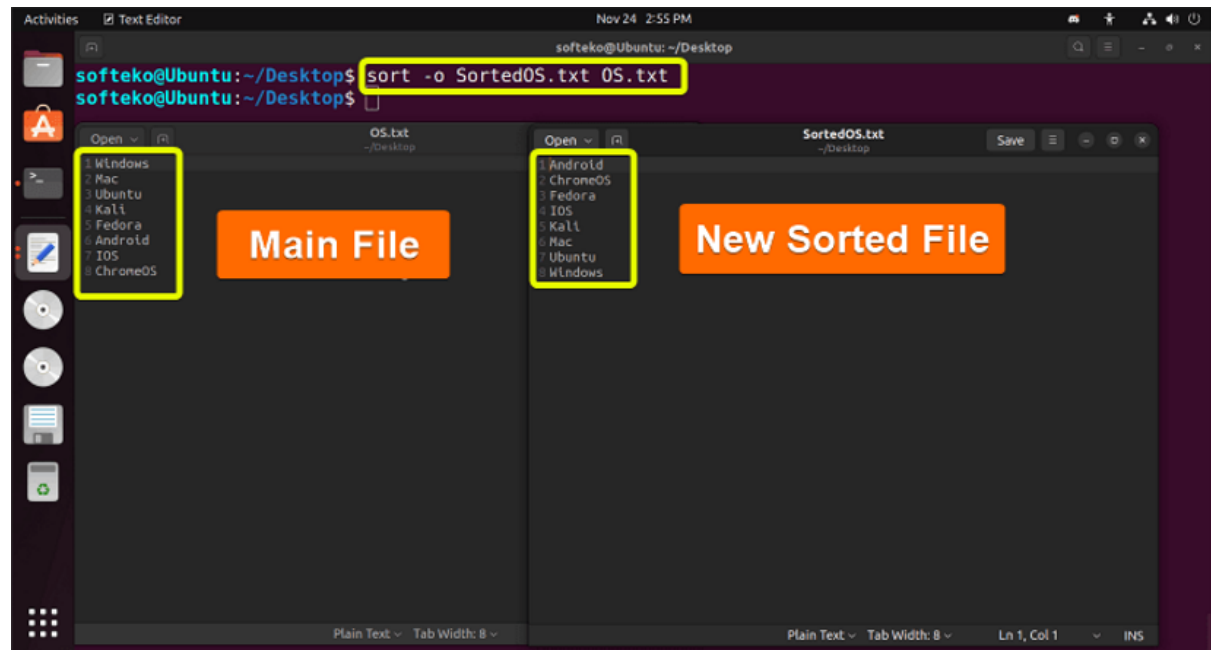 Activities Text Editor Nov 24 2:55 PM
softeko@Ubuntu: ~/Desktop
softeko@Ubuntu:~/Desktop$ sort -o SortedOS.txt OS.txt
softeko@Ubuntu:~/Desktop$
Open OS.txt
~/Desktop
1 Windows
2 Mac
3 Ubuntu
4 Kali
5 Fedora
6 Android
7 IOS
8 ChromeOS
Main File
Plain Text Tab Width: 8
Open SortedOS.txt Save
~/Desktop
1 Android
2 ChromeOS
3 Fedora
4 IOS
5 Kali
6 Mac
7 Ubuntu
8 Windows
New Sorted File
Plain Text Tab Width: 8 Ln 1, Col 1 INS